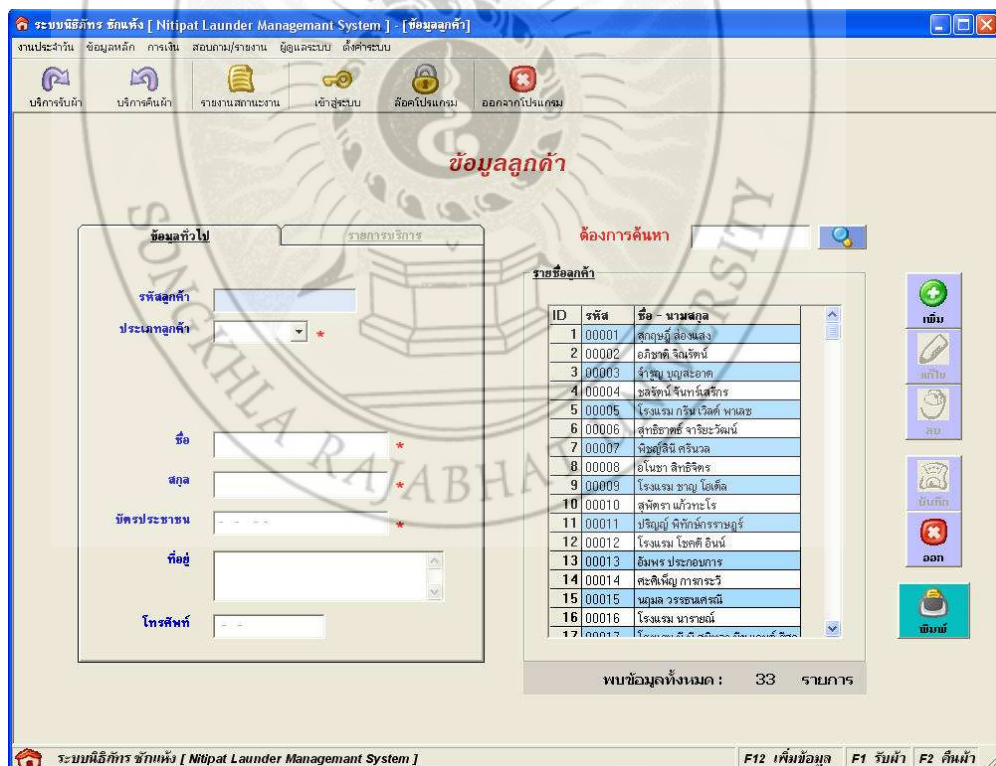 ระบบนิธิภัทร ซักแห้ง [ Nitipat Launder Managemant System ] - [ข้อมูลลูกค้า]
งานประจำวัน ข้อมูลหลัก การเงิน สอบถาม/รายงาน ผู้ดูแลระบบ ตั้งค่าระบบ
บริการรับผ้า บริการคืนผ้า รายงานสถานะงาน เข้าสู่ระบบ ล๊อคโปรแกรม ออกจากโปรแกรม
ข้อมูลลูกค้า
ข้อมูลทั่วไป รายการบริการ
รหัสลูกค้า
ประเภทลูกค้า *
ชื่อ *
สกุล *
บัตรประชาชน - - - - *
ที่อยู่
โทรศัพท์ - -
ต้องการค้นหา
รายชื่อลูกค้า
ID รหัส ชื่อ - นามสกุล
1 00001 สุกฤษฎิ์ ส่องแสง
2 00002 อภิชาติ จิณรัตน์
3 00003 จำรูญ บุญสะอาด
4 00004 ชลรัตน์ จันทร์เสริกร
5 00005 โรงแรม กรีนเวิลด์ พาเลซ
6 00006 สุทธิชาตธ์ จาริยะวัฒน์
7 00007 ศรีนวล
8 00008 อโนชา สิทธิจิตร
9 00009 โรงแรม ชาญ โฮเต็ล
10 00010 สุพัตรา แก้วทะโร
11 00011 ปริญญ์ พิทักษ์กรราษฎร์
12 00012 โรงแรม โชคดี อินน์
13 00013 อัมพร ประกอบการ
14 00014 ศะศิเพ็ญ การกระวี
15 00015 นฤมล วรรธนเศรณี
16 00016 โรงแรม นารายณ์
17 00017
พบข้อมูลทั้งหมด : 33 รายการ
เพิ่ม
แก้ไข
ลบ
บันทึก
ออก
พิมพ์
SONGKHLA RAJABHAT UNIVERSITY
ระบบนิธิภัทร ซักแห้ง [ Nitipat Launder Managemant System ] F12 เพิ่มข้อมูล F1 รับผ้า F2 คืนผ้า